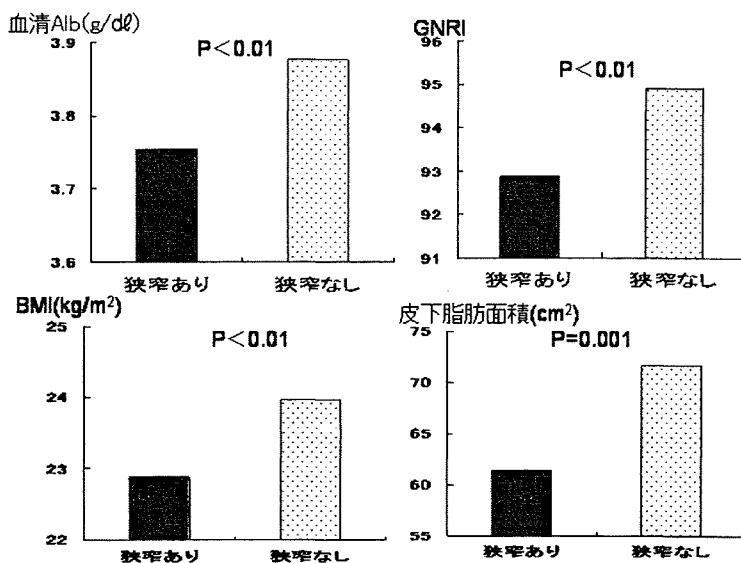 血清Alb(g/dℓ)
P＜0.01
3.9
3.8
3.7
3.6
狭窄あり
狭窄なし
GNRI
P＜0.01
96
95
94
93
92
91
狭窄あり
狭窄なし
BMI(kg/m²)
P＜0.01
25
24
23
22
狭窄あり
狭窄なし
皮下脂肪面積(cm²)
P=0.001
75
70
65
60
55
狭窄あり
狭窄なし